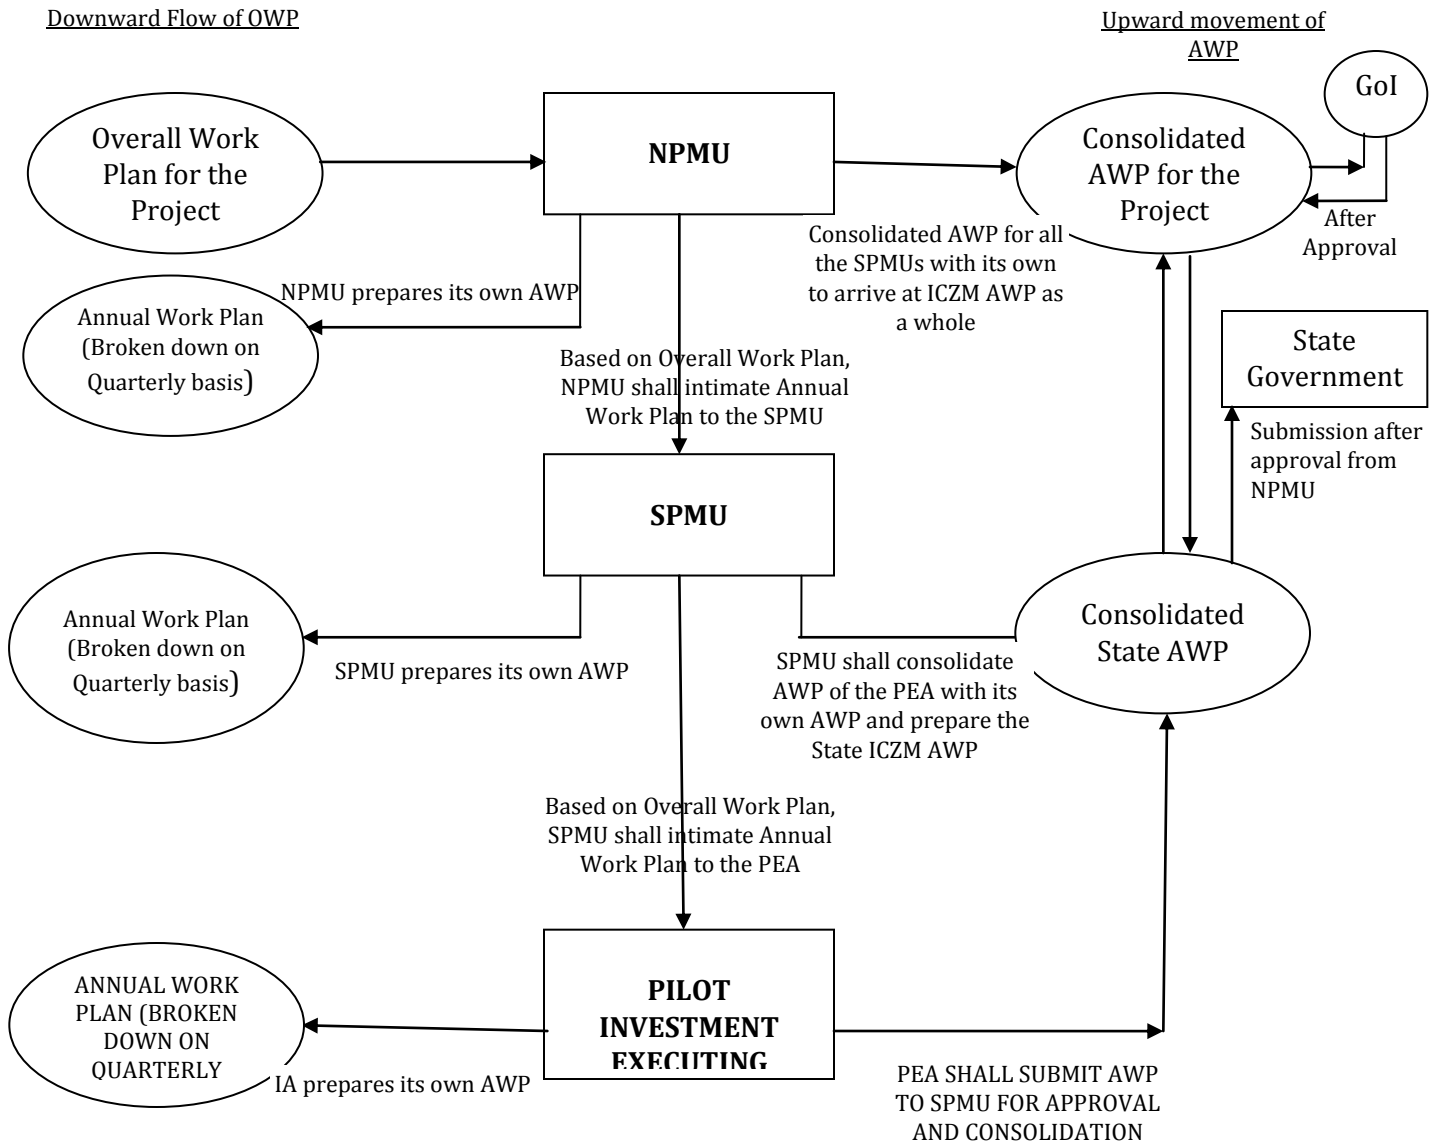 Downward Flow of OWP
Upward movement of
AWP
GoI
Overall Work
Plan for the
Project
NPMU
Consolidated
AWP for the
Project
After
Approval
Consolidated AWP for all
the SPMUs with its own
to arrive at ICZM AWP as
a whole
NPMU prepares its own AWP
Annual Work Plan
(Broken down on
Quarterly basis)
Based on Overall Work Plan,
NPMU shall intimate Annual
Work Plan to the SPMU
State
Government
Submission after
approval from
NPMU
SPMU
Annual Work Plan
(Broken down on
Quarterly basis)
SPMU prepares its own AWP
SPMU shall consolidate
AWP of the PEA with its
own AWP and prepare the
State ICZM AWP
Consolidated
State AWP
Based on Overall Work Plan,
SPMU shall intimate Annual
Work Plan to the PEA
ANNUAL WORK
PLAN (BROKEN
DOWN ON
QUARTERLY
IA prepares its own AWP
PILOT
INVESTMENT
EXECUTING
PEA SHALL SUBMIT AWP
TO SPMU FOR APPROVAL
AND CONSOLIDATION